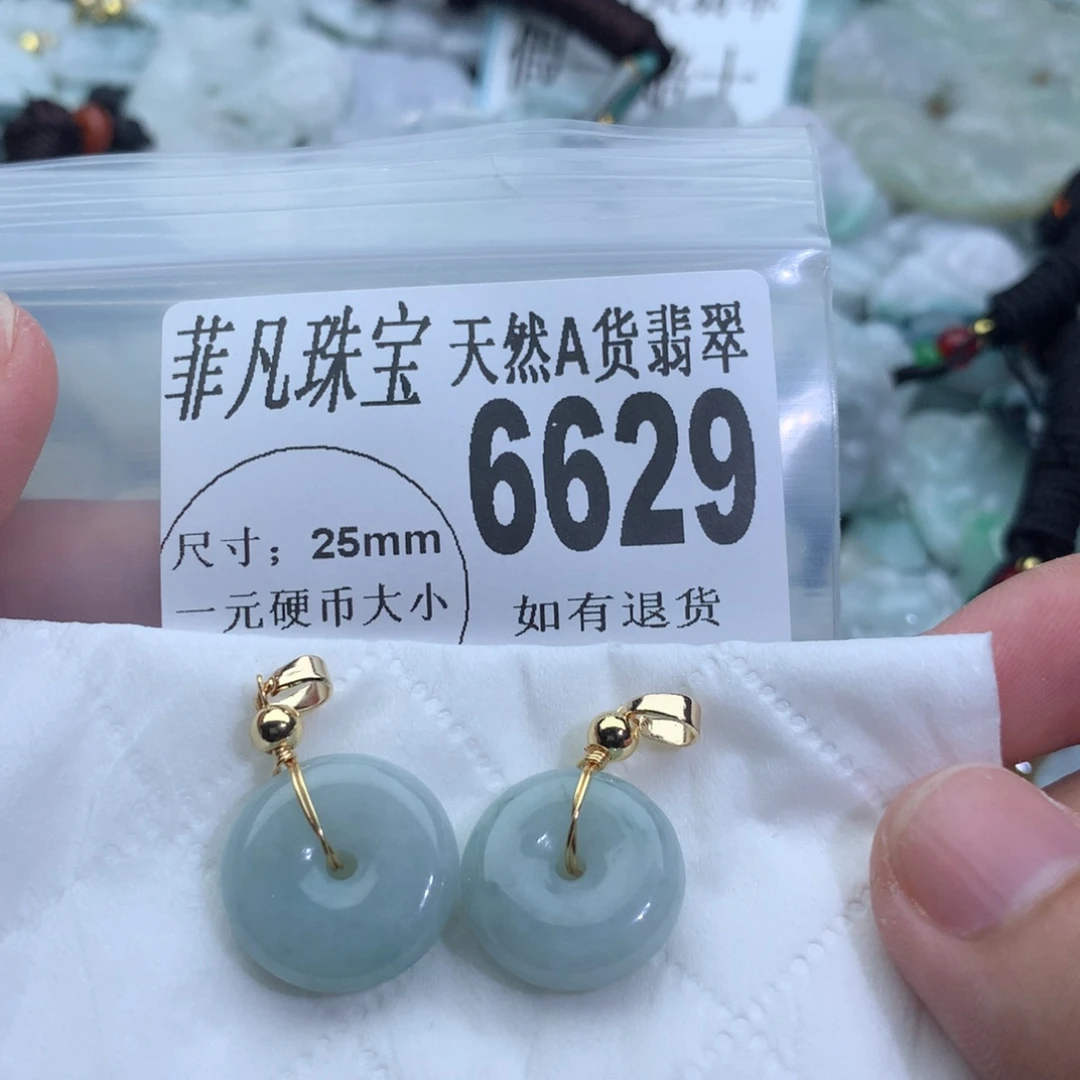 菲凡珠宝 天然A货翡翠
6629
尺寸；25mm
一元硬币大小
如有退货